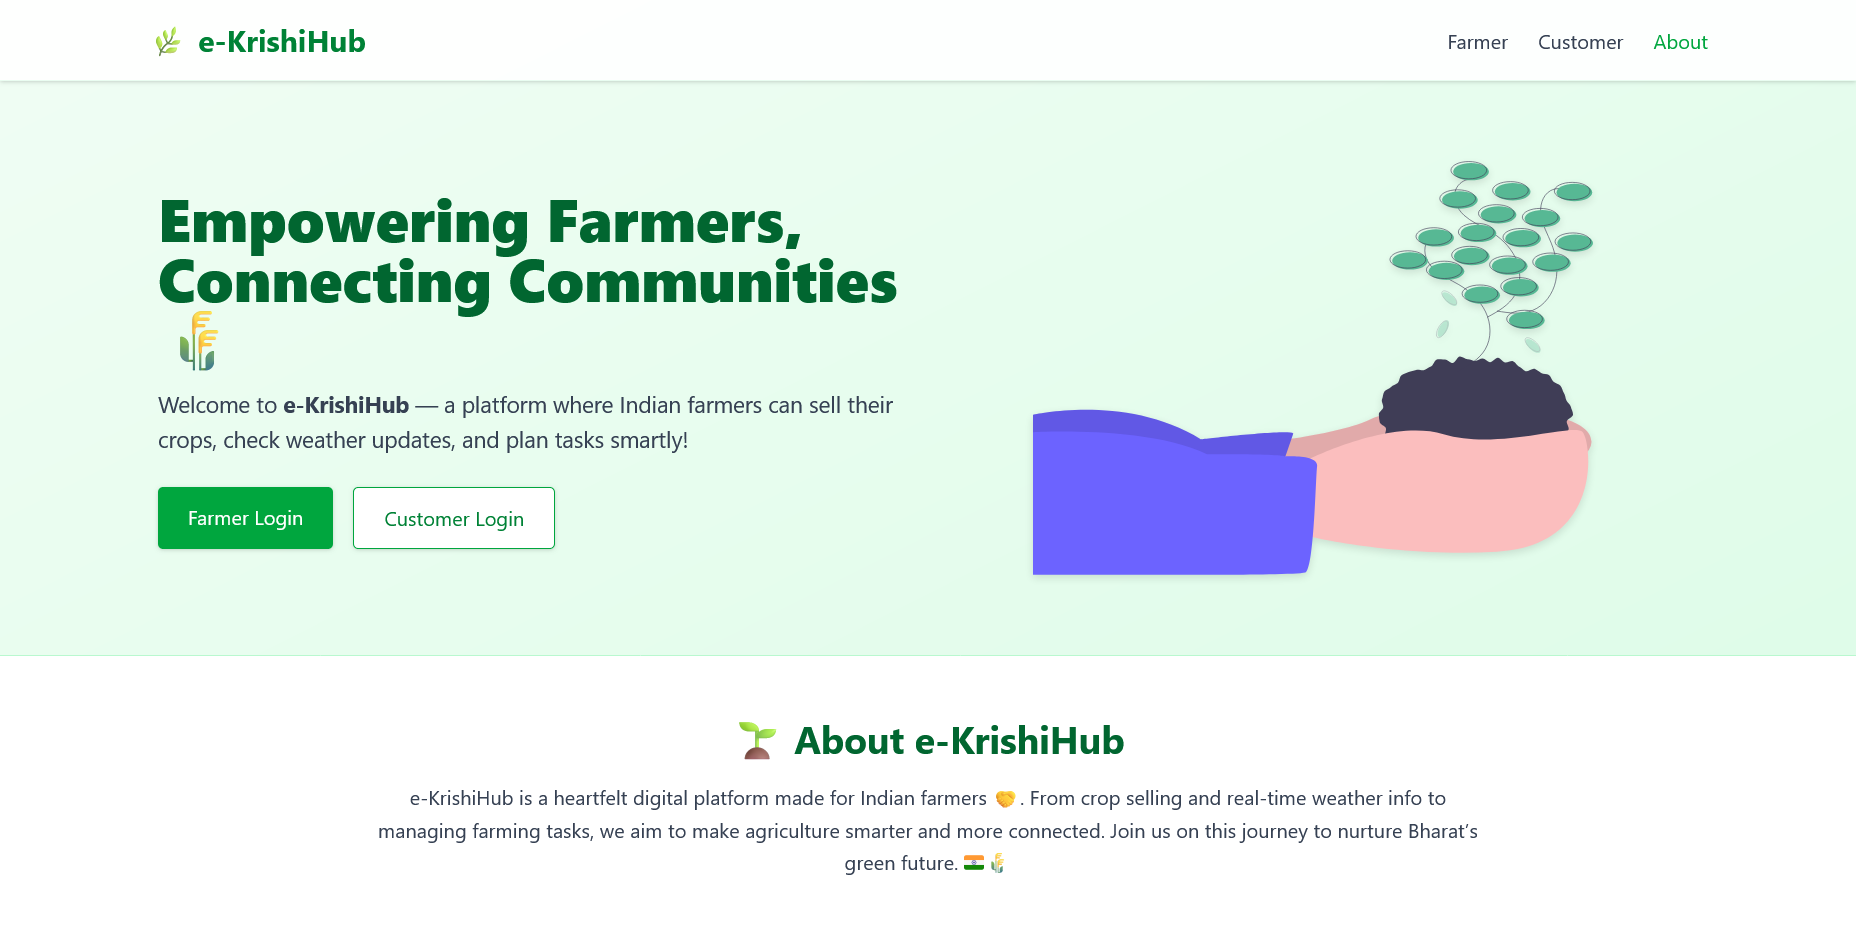 🌿 e-KrishiHub
Farmer Customer About
Empowering Farmers,
Connecting Communities
🌾
Welcome to e-KrishiHub — a platform where Indian farmers can sell their
crops, check weather updates, and plan tasks smartly!
Farmer Login Customer Login
🌱 About e-KrishiHub
e-KrishiHub is a heartfelt digital platform made for Indian farmers 🤝. From crop selling and real-time weather info to
managing farming tasks, we aim to make agriculture smarter and more connected. Join us on this journey to nurture Bharat’s
green future. 🇮🇳🌾